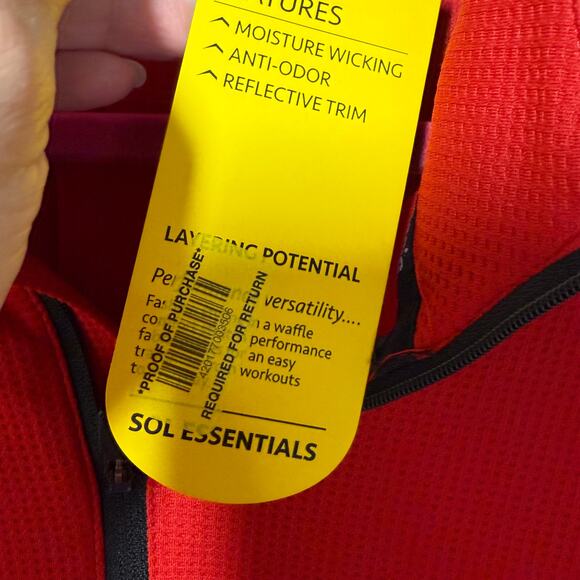 ATURES
MOISTURE WICKING
ANTI-ODOR
REFLECTIVE TRIM
LAYERING POTENTIAL
versatility....
a waffle
performance
an easy
workouts
*PROOF OF PURCHASE*
REQUIRED FOR RETURN
SOL ESSENTIALS